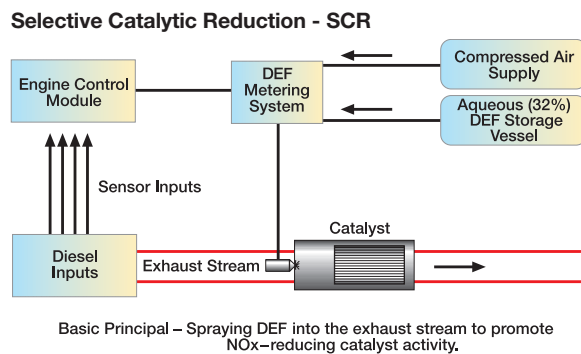 Selective Catalytic Reduction - SCR
Engine Control
Module
DEF
Metering
System
Compressed Air
Supply
Aqueous (32%)
DEF Storage
Vessel
Sensor Inputs
Diesel
Inputs
Exhaust Stream
Catalyst
Basic Principal – Spraying DEF into the exhaust stream to promote
NOx–reducing catalyst activity.